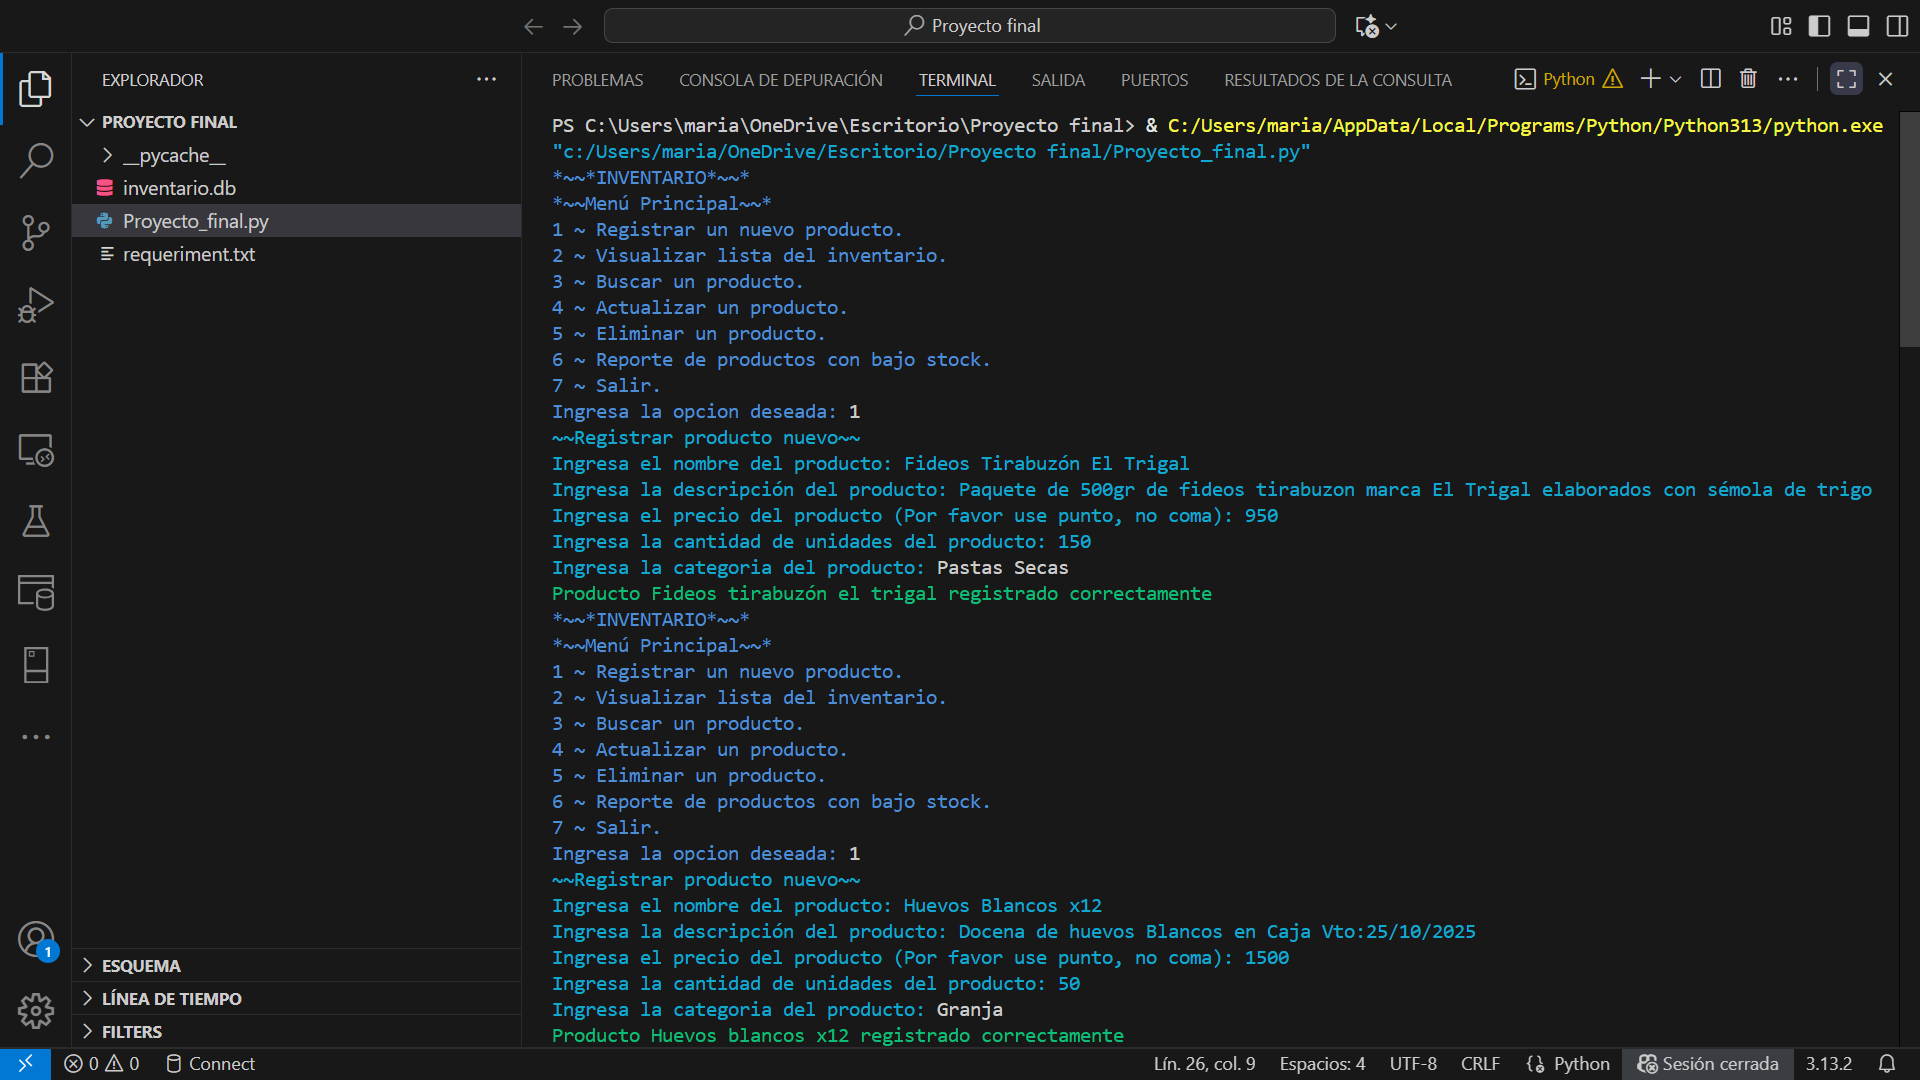 Proyecto final
EXPLORADOR
PROYECTO FINAL
__pycache__
inventario.db
Proyecto_final.py
requeriment.txt
ESQUEMA
LÍNEA DE TIEMPO
FILTERS
1
PROBLEMAS CONSOLA DE DEPURACIÓN TERMINAL SALIDA PUERTOS RESULTADOS DE LA CONSULTA Python
PS C:\Users\maria\OneDrive\Escritorio\Proyecto final> & C:/Users/maria/AppData/Local/Programs/Python/Python313/python.exe
"c:/Users/maria/OneDrive/Escritorio/Proyecto final/Proyecto_final.py"
*~~*INVENTARIO*~~*
*~~Menú Principal~~*
1 ~ Registrar un nuevo producto.
2 ~ Visualizar lista del inventario.
3 ~ Buscar un producto.
4 ~ Actualizar un producto.
5 ~ Eliminar un producto.
6 ~ Reporte de productos con bajo stock.
7 ~ Salir.
Ingresa la opcion deseada: 1
~~Registrar producto nuevo~~
Ingresa el nombre del producto: Fideos Tirabuzón El Trigal
Ingresa la descripción del producto: Paquete de 500gr de fideos tirabuzon marca El Trigal elaborados con sémola de trigo
Ingresa el precio del producto (Por favor use punto, no coma): 950
Ingresa la cantidad de unidades del producto: 150
Ingresa la categoria del producto: Pastas Secas
Producto Fideos tirabuzón el trigal registrado correctamente
*~~*INVENTARIO*~~*
*~~Menú Principal~~*
1 ~ Registrar un nuevo producto.
2 ~ Visualizar lista del inventario.
3 ~ Buscar un producto.
4 ~ Actualizar un producto.
5 ~ Eliminar un producto.
6 ~ Reporte de productos con bajo stock.
7 ~ Salir.
Ingresa la opcion deseada: 1
~~Registrar producto nuevo~~
Ingresa el nombre del producto: Huevos Blancos x12
Ingresa la descripción del producto: Docena de huevos Blancos en Caja Vto:25/10/2025
Ingresa el precio del producto (Por favor use punto, no coma): 1500
Ingresa la cantidad de unidades del producto: 50
Ingresa la categoria del producto: Granja
Producto Huevos blancos x12 registrado correctamente
0 0 Connect Lín. 26, col. 9 Espacios: 4 UTF-8 CRLF Python Sesión cerrada 3.13.2